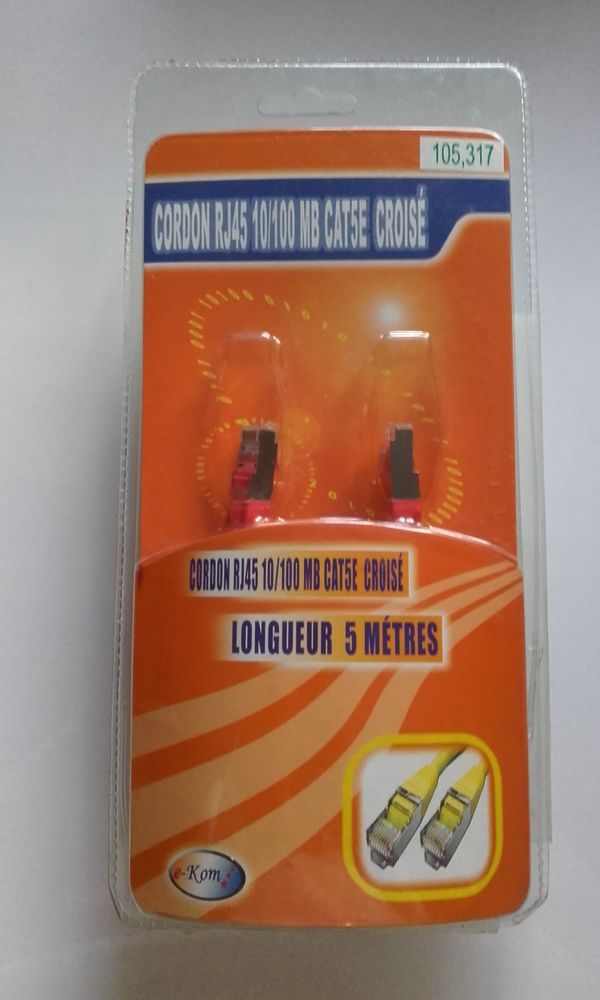 105,317
CORDON RJ45 10/100 MB CAT5E CROISÉ
CORDON RJ45 10/100 MB CAT5E CROISÉ
LONGUEUR 5 MÉTRES
e-Kom